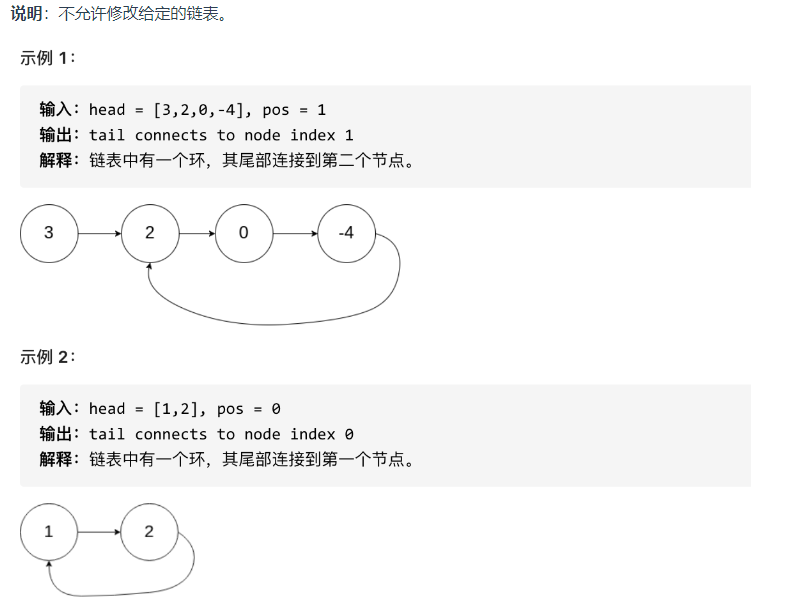 说明：不允许修改给定的链表。
示例 1：
输入：head = [3,2,0,-4], pos = 1
输出：tail connects to node index 1
解释：链表中有一个环，其尾部连接到第二个节点。
3 2 0 -4
示例 2：
输入：head = [1,2], pos = 0
输出：tail connects to node index 0
解释：链表中有一个环，其尾部连接到第一个节点。
1 2